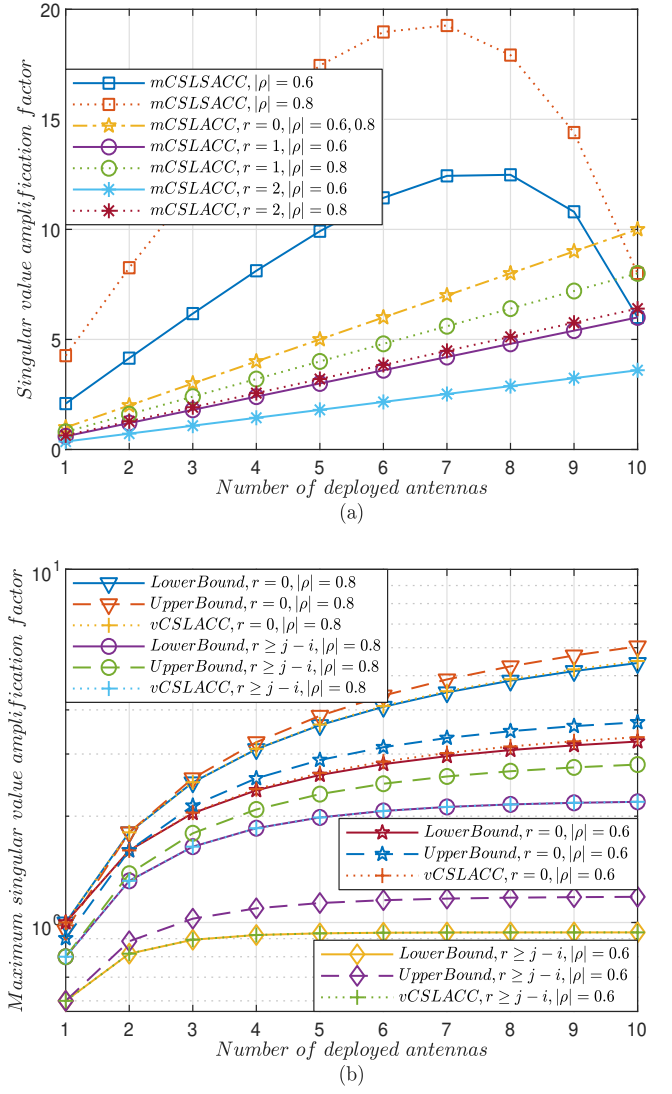 20
15
10
5
0
Singular value amplification factor
mCSLSACC, |ρ| = 0.6
mCSLSACC, |ρ| = 0.8
mCSLACC, r = 0, |ρ| = 0.6, 0.8
mCSLACC, r = 1, |ρ| = 0.6
mCSLACC, r = 1, |ρ| = 0.8
mCSLACC, r = 2, |ρ| = 0.6
mCSLACC, r = 2, |ρ| = 0.8
1 2 3 4 5 6 7 8 9 10
Number of deployed antennas
(a)
10^1
10^0
Maximum singular value amplification factor
LowerBound, r = 0, |ρ| = 0.8
UpperBound, r = 0, |ρ| = 0.8
vCSLACC, r = 0, |ρ| = 0.8
LowerBound, r ≥ j − i, |ρ| = 0.8
UpperBound, r ≥ j − i, |ρ| = 0.8
vCSLACC, r ≥ j − i, |ρ| = 0.8
LowerBound, r = 0, |ρ| = 0.6
UpperBound, r = 0, |ρ| = 0.6
vCSLACC, r = 0, |ρ| = 0.6
LowerBound, r ≥ j − i, |ρ| = 0.6
UpperBound, r ≥ j − i, |ρ| = 0.6
vCSLACC, r ≥ j − i, |ρ| = 0.6
1 2 3 4 5 6 7 8 9 10
Number of deployed antennas
(b)